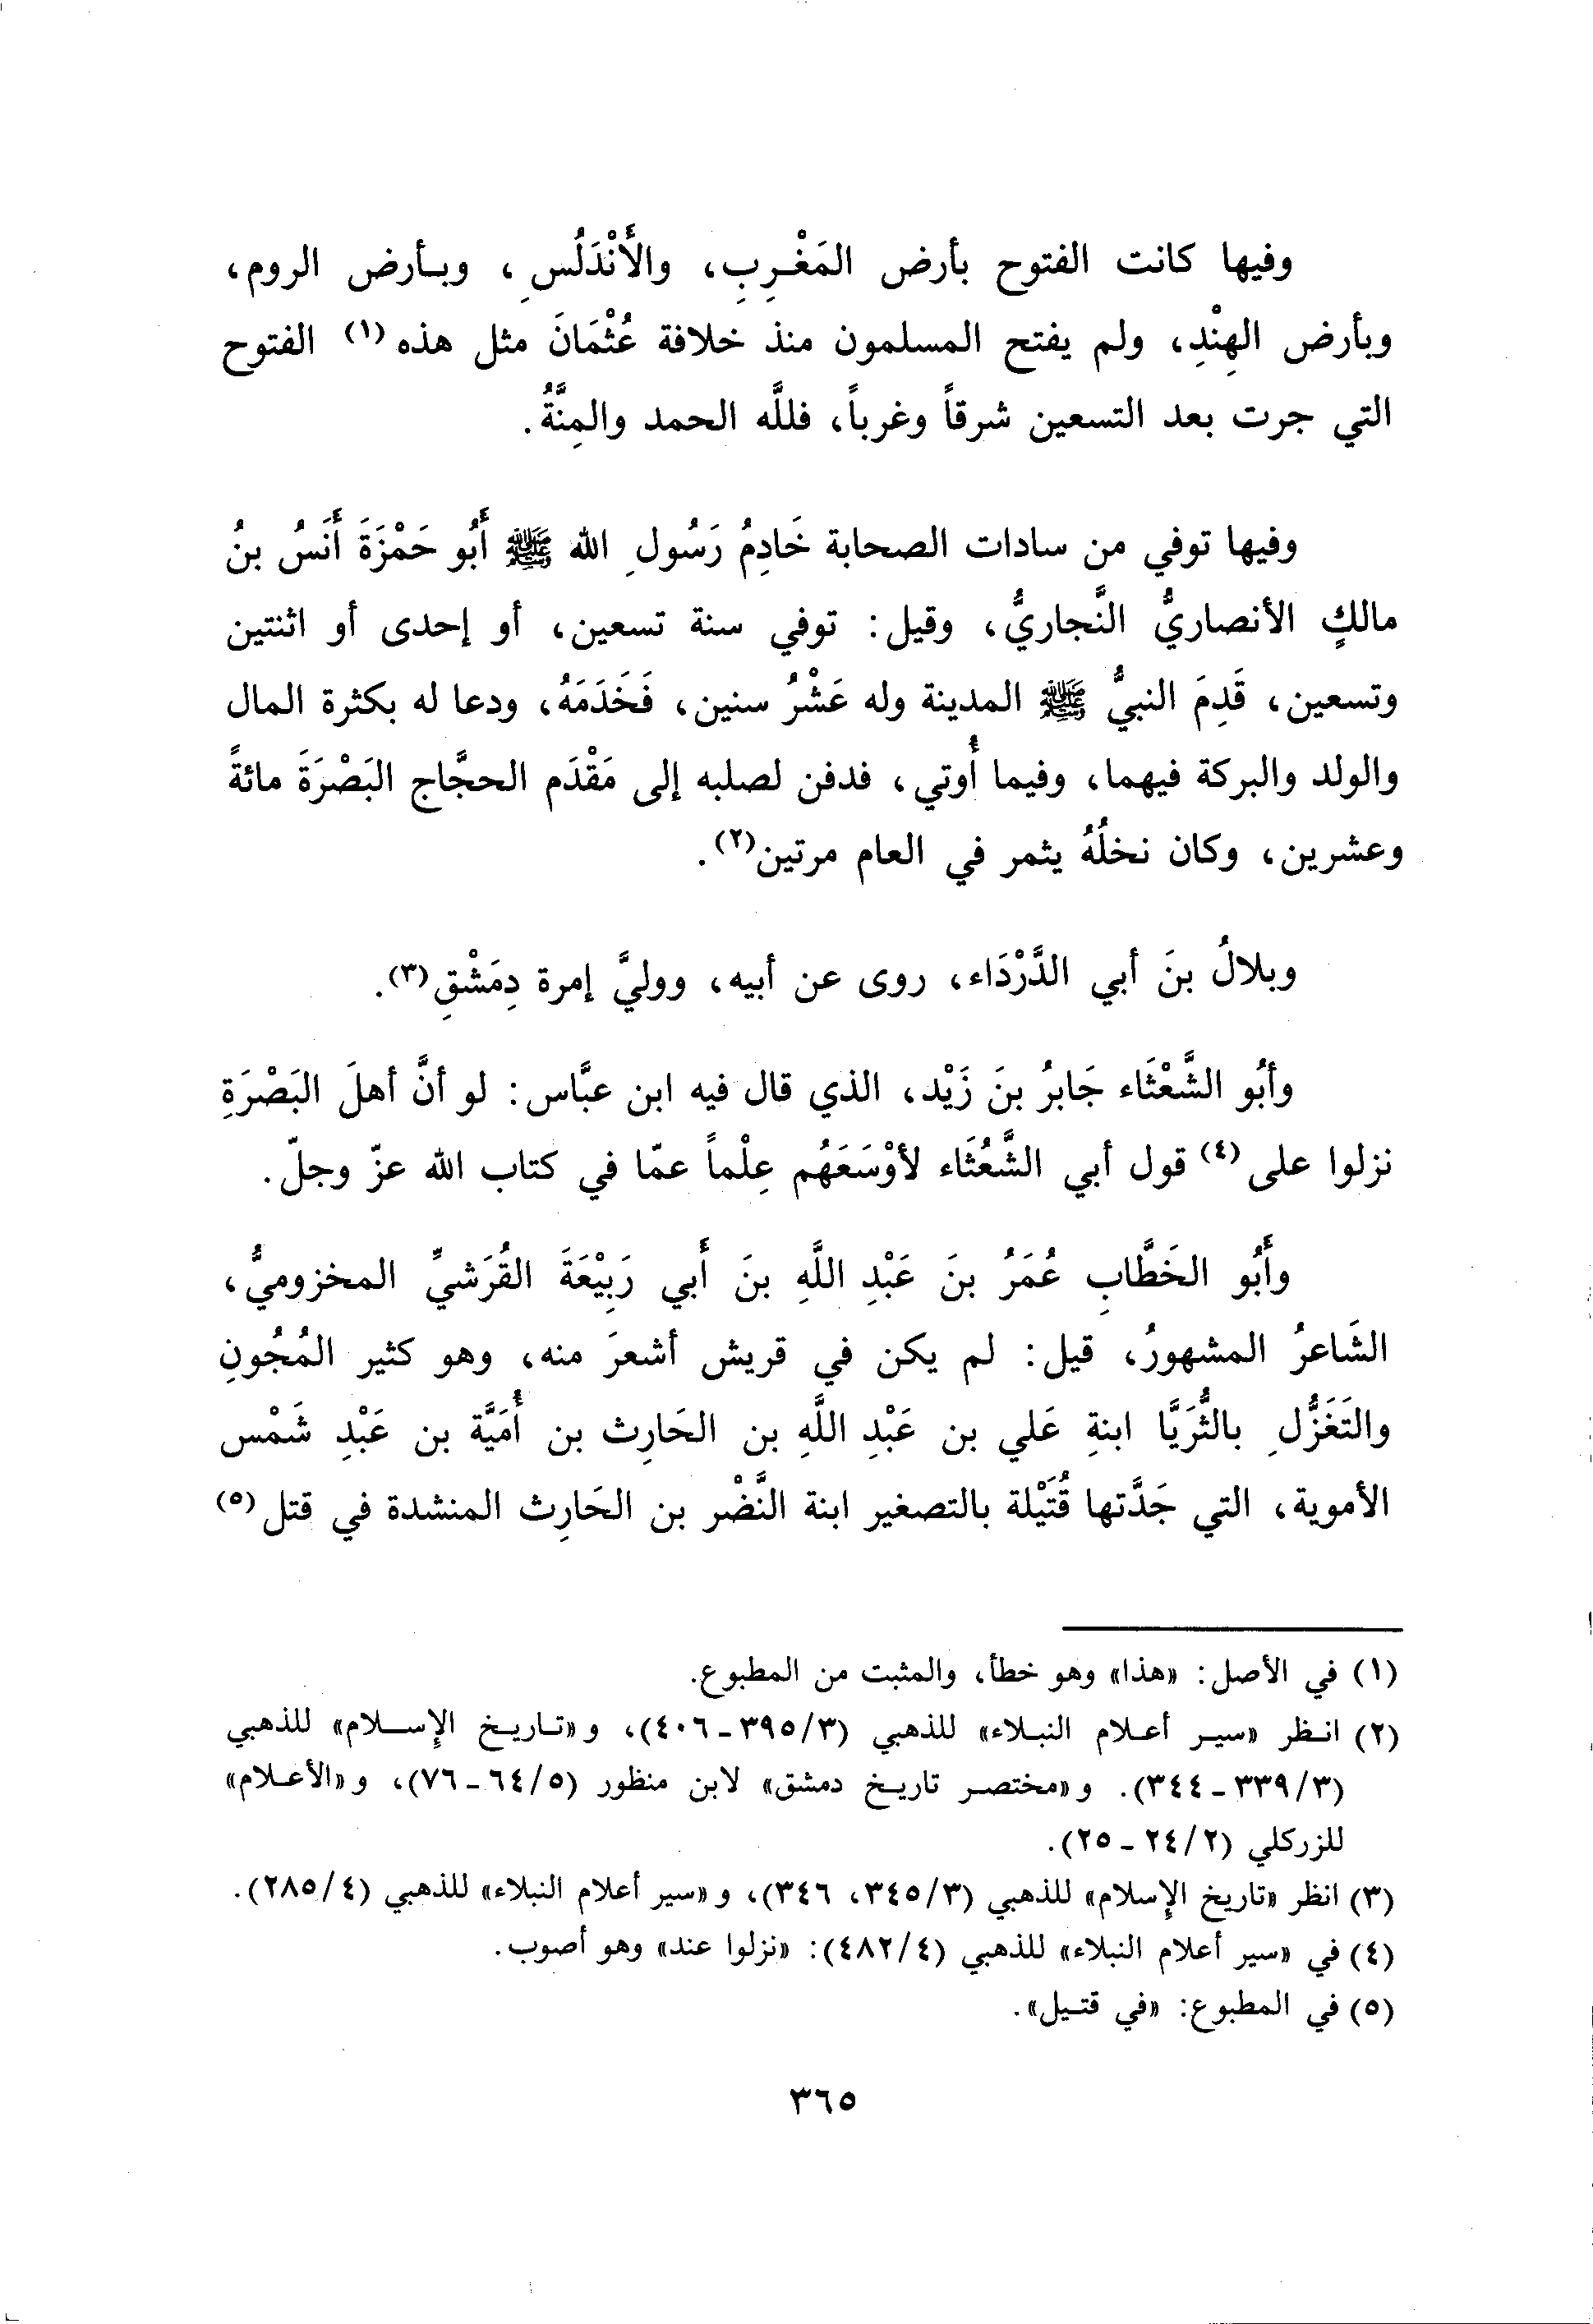 وفيها كانت الفتوح بأرض المَغْرِبِ، والأَنْدَلُسِ، وبأرض الروم،
وبأرض الهِنْدِ، ولم يفتح المسلمون منذ خلافة عُثْمَانَ مثل هذه (١) الفتوح
التي جرت بعد التسعين شرقاً وغرباً، فللَّه الحمد والمِنَّةُ.
وفيها توفي من سادات الصحابة خَادِمُ رَسُولِ الله ﷺ أَبُو حَمْزَةَ أَنَسُ بنُ
مالكٍ الأنصاريُّ النَّجاريُّ، وقيل: توفي سنة تسعين، أو إحدى أو اثنتين
وتسعين، قَدِمَ النبيُّ ﷺ المدينة وله عَشْرُ سنين، فَخَدَمَهُ، ودعا له بكثرة المال
والولد والبركة فيهما، وفيما أُوتي، فدفن لصلبه إلى مَقْدَم الحجَّاج البَصْرَةَ مائةً
وعشرين، وكان نخلُهُ يثمر في العام مرتين (٢).
وبلالُ بنَ أبي الدَّرْدَاء، روى عن أبيه، ووليَّ إمرة دِمَشْقِ (٣).
وأبُو الشَّعْثَاء جَابرُ بنَ زَيْد، الذي قال فيه ابن عبَّاس: لو أنَّ أهلَ البَصْرَةِ
نزلوا على (٤) قول أبي الشَّعُثَاء لأوْسَعَهُم عِلْماً عمّا في كتاب الله عزّ وجلّ.
وأَبُو الخَطَّابِ عُمَرُ بنَ عَبْدِ اللَّهِ بنَ أَبي رَبِيْعَةَ القُرَشيِّ المخزوميُّ،
الشَاعرُ المشهورُ، قيل: لم يكن في قريش أشعرَ منه، وهو كثير المُجُونِ
والتَغَزُّلِ بالثُّرَيَّا ابنةِ عَلي بن عَبْدِ اللَّهِ بن الحَارِث بن أُمَيَّة بن عَبْدِ شَمْس
الأموية، التي جَدَّتها قُتَيْلة بالتصغير ابنة النَّضْر بن الحَارِث المنشدة في قتل (٥)
(١) في الأصل: «هذا» وهو خطأ، والمثبت من المطبوع.
(٢) انظر «سير أعلام النبلاء» للذهبي (٣/٣٩٥-٤٠٦)، و«تاريخ الإسلام» للذهبي
(٣/٣٣٩-٣٤٤). و«مختصر تاريخ دمشق» لابن منظور (٥/٦٤-٧٦)، و«الأعلام»
للزركلي (٢/٢٤-٢٥).
(٣) انظر «تاريخ الإسلام» للذهبي (٣/٣٤٥، ٣٤٦)، و«سير أعلام النبلاء» للذهبي (٤/٢٨٥).
(٤) في «سير أعلام النبلاء» للذهبي (٤/٤٨٢): «نزلوا عند» وهو أصوب.
(٥) في المطبوع: «في قتيل».
٣٦٥